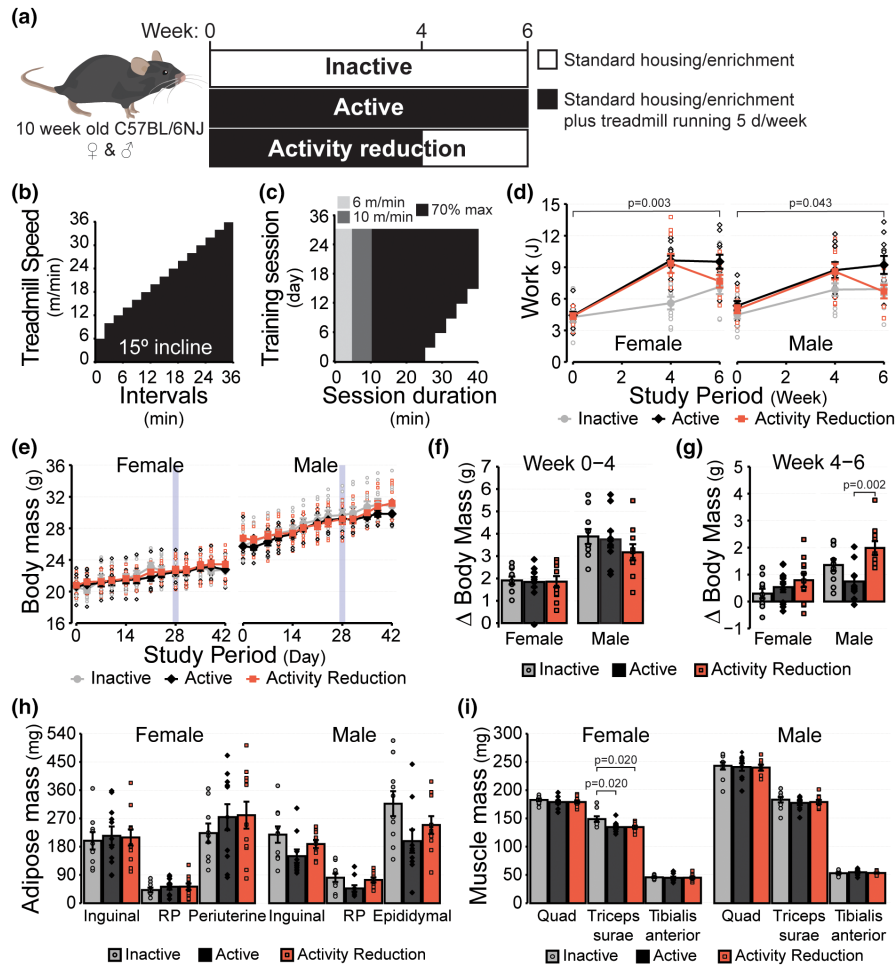 (a)
Week: 0 4 6
Inactive
Active
Activity reduction
Standard housing/enrichment
Standard housing/enrichment
plus treadmill running 5 d/week
10 week old C57BL/6NJ
♀ & ♂
(b)
Treadmill Speed
(m/min)
36
30
24
18
12
6
0
15º incline
0 6 12 18 24 30 36
Intervals
(min)
(c)
6 m/min
10 m/min
70% max
Training session
(day)
36
30
24
18
12
6
0
0 10 20 30 40
Session duration
(min)
(d)
Work (J)
15
12
9
6
3
p=0.003
p=0.043
Female
Male
0 2 4 6 0 2 4 6
Study Period (Week)
Inactive Active Activity Reduction
(e)
Body mass (g)
36
32
28
24
20
16
Female
Male
0 14 28 42 0 14 28 42
Study Period (Day)
Inactive Active Activity Reduction
(f)
Week 0–4
Δ Body Mass (g)
7
6
5
4
3
2
1
0
Female Male
(g)
Week 4–6
Δ Body Mass (g)
5
4
3
2
1
0
−1
p=0.002
Female Male
Inactive Active Activity Reduction
(h)
Adipose mass (mg)
540
450
360
270
180
90
0
Female
Male
Inguinal RP Periuterine Inguinal RP Epididymal
Inactive Active Activity Reduction
(i)
Muscle mass (mg)
300
250
200
150
100
50
0
Female
Male
p=0.020
p=0.020
Quad Triceps surae Tibialis anterior Quad Triceps surae Tibialis anterior
Inactive Active Activity Reduction